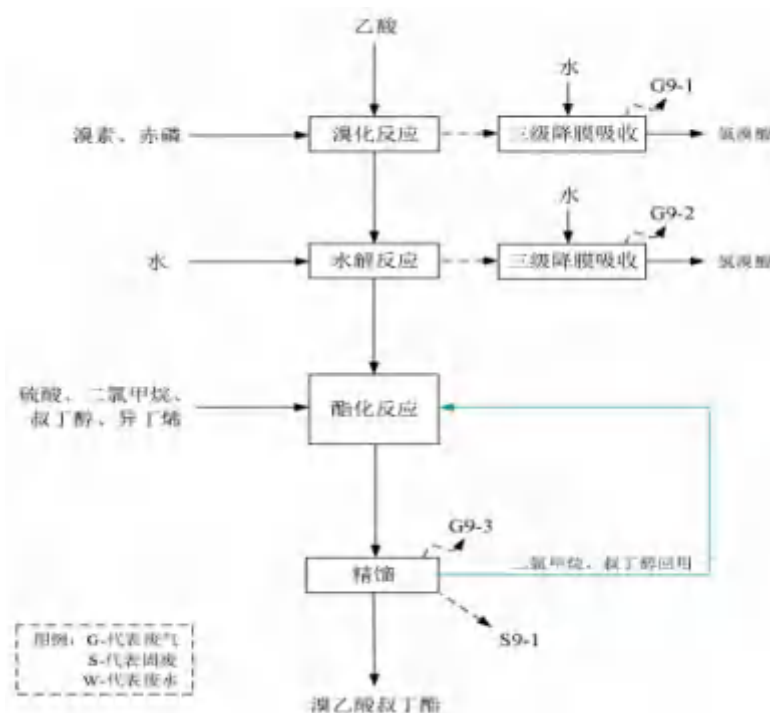 乙酸
水
G9-1
溴素、赤磷
溴化反应
三级降膜吸收
氢溴酸
水
G9-2
水
水解反应
三级降膜吸收
氢溴酸
硫酸、二氯甲烷、
叔丁醇、异丁烯
酯化反应
G9-3
精馏
二氯甲烷、叔丁醇回用
S9-1
图例：G-代表废气
S-代表固废
W-代表废水
溴乙酸叔丁酯